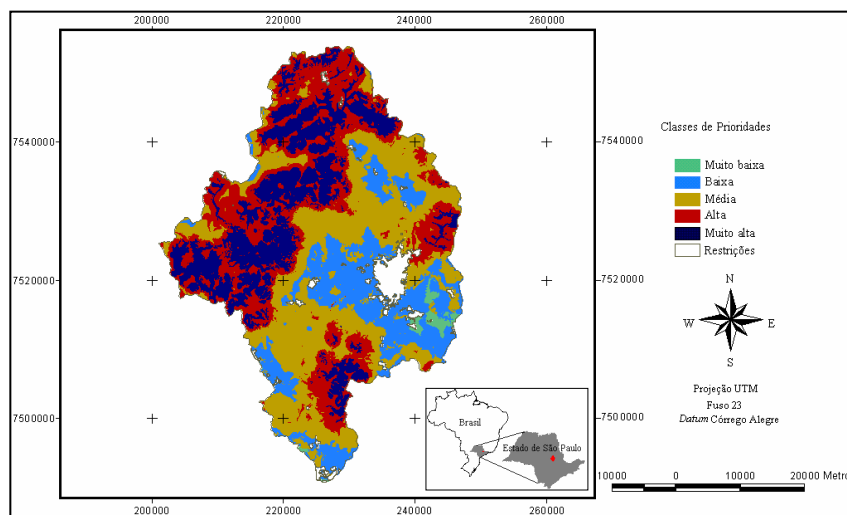 200000 220000 240000 260000
7540000 7540000
7520000 7520000
7500000 7500000
200000 220000 240000 260000
Classes de Prioridades
Muito baixa
Baixa
Média
Alta
Muito alta
Restrições
N
W E
S
Projeção UTM
Fuso 23
Datum Córrego Alegre
Brasil
Estado de São Paulo
10000 0 10000 20000 Metro